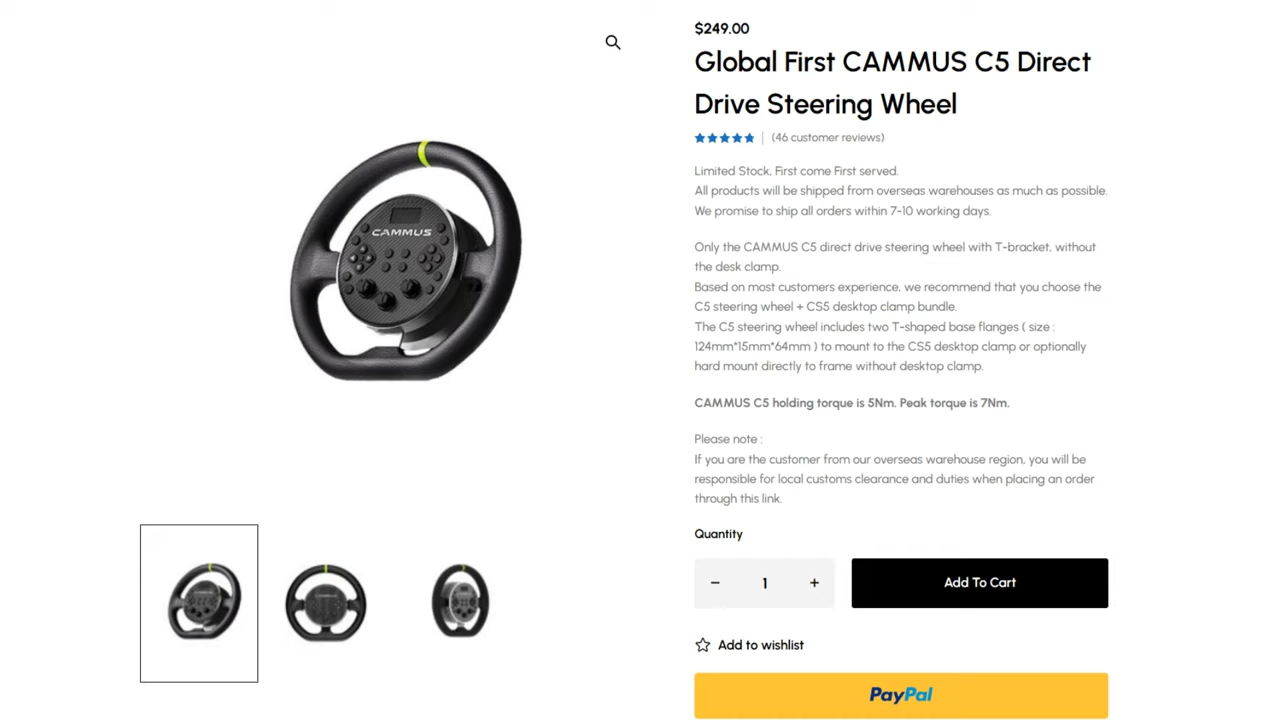 $249.00
Global First CAMMUS C5 Direct
Drive Steering Wheel
(46 customer reviews)
Limited Stock, First come First served.
All products will be shipped from overseas warehouses as much as possible.
We promise to ship all orders within 7-10 working days.
Only the CAMMUS C5 direct drive steering wheel with T-bracket, without
the desk clamp.
Based on most customers experience, we recommend that you choose the
C5 steering wheel + CS5 desktop clamp bundle.
The C5 steering wheel includes two T-shaped base flanges ( size :
124mm*15mm*64mm ) to mount to the CS5 desktop clamp or optionally
hard mount directly to frame without desktop clamp.
CAMMUS C5 holding torque is 5Nm. Peak torque is 7Nm.
Please note :
If you are the customer from our overseas warehouse region, you will be
responsible for local customs clearance and duties when placing an order
through this link.
Quantity
− 1 +
Add To Cart
Add to wishlist
PayPal
CAMMUS